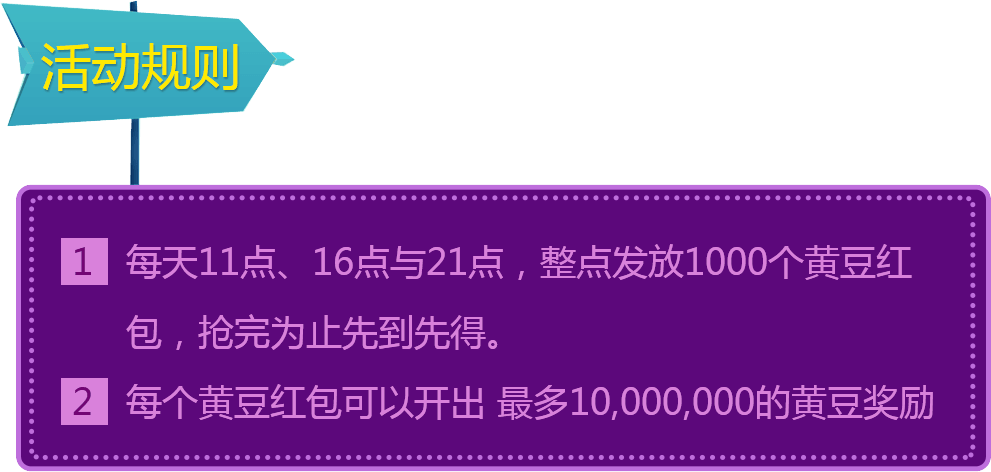 活动规则
1 每天11点、16点与21点，整点发放1000个黄豆红
包，抢完为止先到先得。
2 每个黄豆红包可以开出 最多10,000,000的黄豆奖励